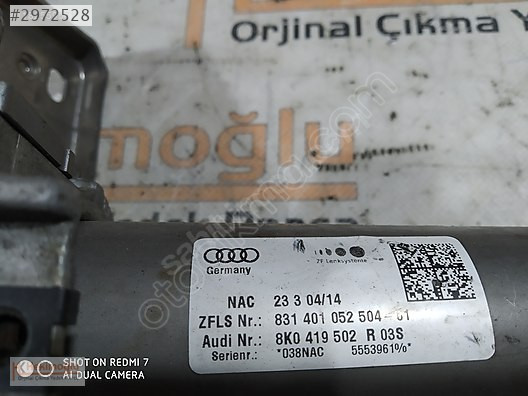 #2972528
Orjinal Çıkma Y
moğlu
Germany
ZF Lenksysteme
NAC 23 3 04/14
ZFLS Nr.: 831 401 052 504-61
Audi Nr.: 8K0 419 502 R 03S
Serienr.: *038NAC 5553961%*
SHOT ON REDMI 7
AI DUAL CAMERA